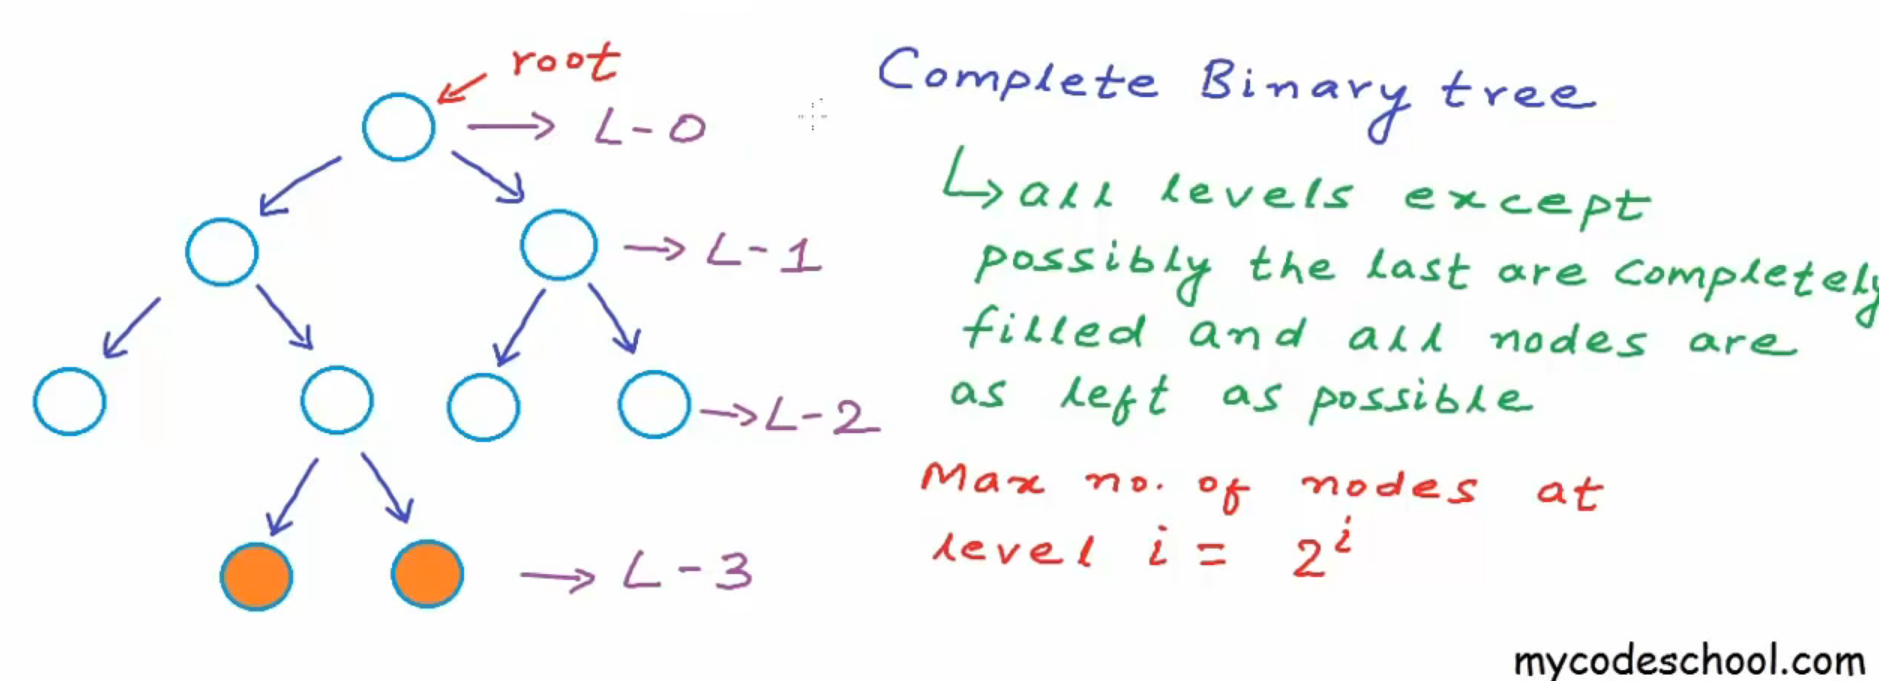 root
L-0
L-1
L-2
L-3
Complete Binary tree
↳ all levels except
possibly the last are completely
filled and all nodes are
as left as possible
Max no. of nodes at
level i = 2^i
mycodeschool.com